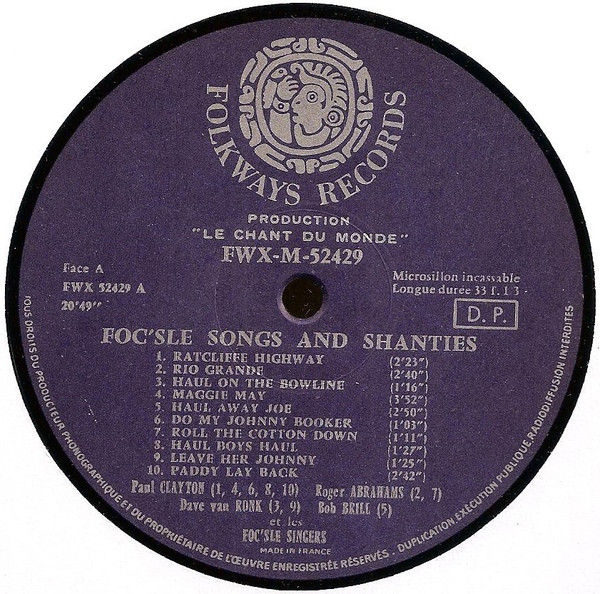 FOLKWAYS RECORDS
PRODUCTION
"LE CHANT DU MONDE"
FWX-M-52429
Face A
FWX 52429 A
20'49"
Microsillon incassable
Longue durée 33 T. 1 3
D. P.
FOC'SLE SONGS AND SHANTIES
1. RATCLIFFE HIGHWAY (2'23")
2. RIO GRANDE (2'40")
3. HAUL ON THE BOWLINE (1'16")
4. MAGGIE MAY (3'52")
5. HAUL AWAY JOE (2'50")
6. DO MY JOHNNY BOOKER (1'03")
7. ROLL THE COTTON DOWN (1'11")
8. HAUL BOYS HAUL (1'27")
9. LEAVE HER JOHNNY (1'25")
10. PADDY LAY BACK (2'42")
Paul CLAYTON (1, 4, 6, 8, 10) Roger ABRAHAMS (2, 7)
Dave van RONK (3, 9) Bob BRILL (5)
et les
FOC'SLE SINGERS
MADE IN FRANCE
TOUS DROITS DU PRODUCTEUR PHONOGRAPHIQUE ET DU PROPRIÉTAIRE DE L'ŒUVRE ENREGISTRÉE RÉSERVÉS. DUPLICATION EXÉCUTION PUBLIQUE RADIODIFFUSION INTERDITES